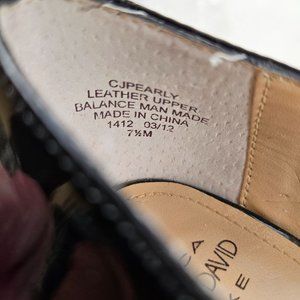 CJPEARLY
LEATHER UPPER
BALANCE MAN MADE
MADE IN CHINA
1412 03/12
7½M
DAVID